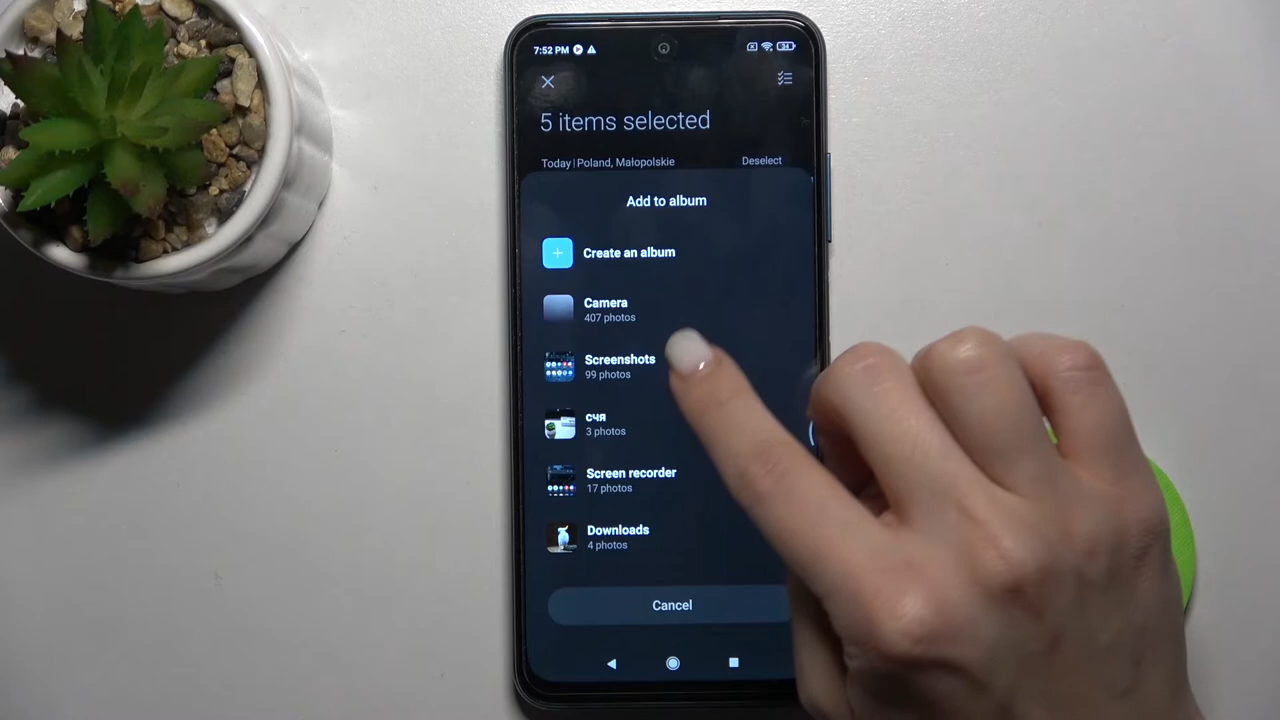 7:52 PM
34
5 items selected
Today | Poland, Małopolskie
Deselect
Add to album
Create an album
Camera
407 photos
Screenshots
99 photos
счя
3 photos
Screen recorder
17 photos
Downloads
4 photos
Cancel